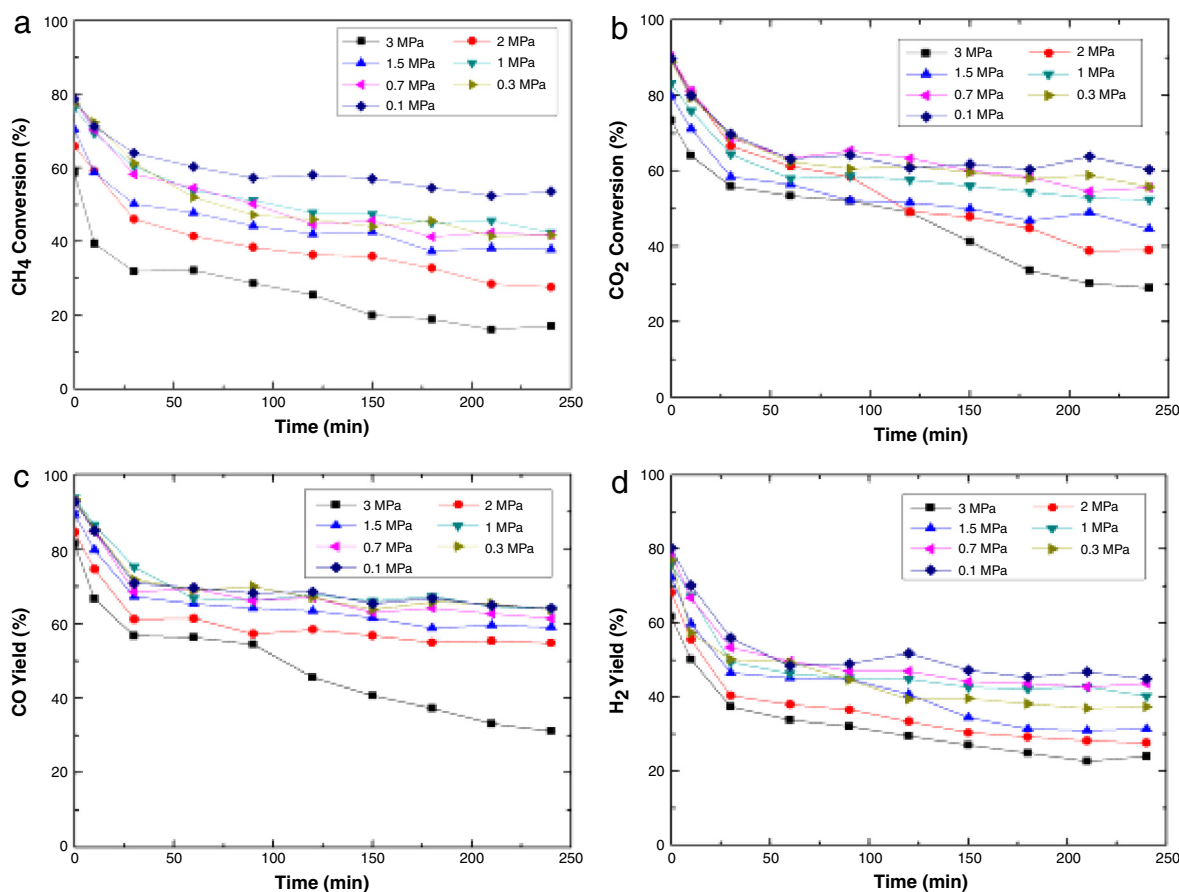 a
100
80
60
40
20
0
CH4 Conversion (%)
3 MPa 2 MPa
1.5 MPa 1 MPa
0.7 MPa 0.3 MPa
0.1 MPa
0 50 100 150 200 250
Time (min)
b
100
80
60
40
20
0
CO2 Conversion (%)
3 MPa 2 MPa
1.5 MPa 1 MPa
0.7 MPa 0.3 MPa
0.1 MPa
0 50 100 150 200 250
Time (min)
c
100
80
60
40
20
0
CO Yield (%)
3 MPa 2 MPa
1.5 MPa 1 MPa
0.7 MPa 0.3 MPa
0.1 MPa
0 50 100 150 200 250
Time (min)
d
100
80
60
40
20
0
H2 Yield (%)
3 MPa 2 MPa
1.5 MPa 1 MPa
0.7 MPa 0.3 MPa
0.1 MPa
0 50 100 150 200 250
Time (min)